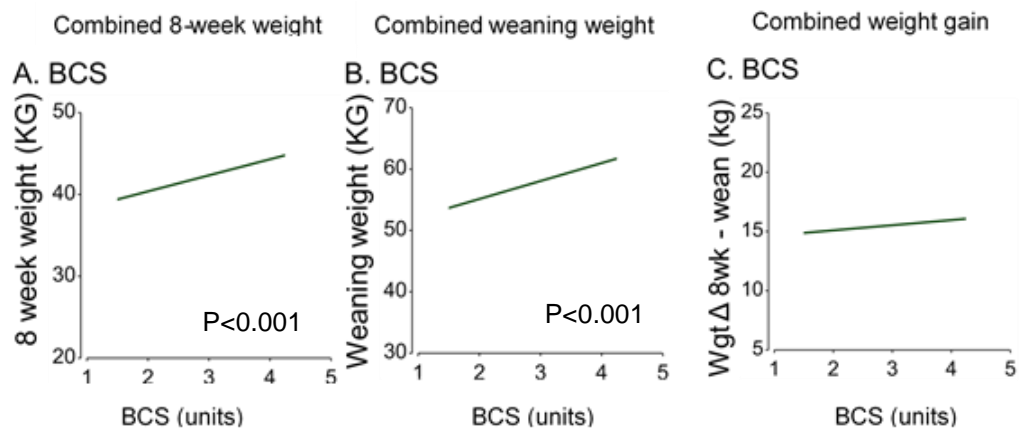 Combined 8-week weight
A. BCS
8 week weight (KG)
50
40
30
20
P<0.001
1 2 3 4 5
BCS (units)
Combined weaning weight
B. BCS
Weaning weight (KG)
70
60
50
40
30
P<0.001
1 2 3 4 5
BCS (units)
Combined weight gain
C. BCS
Wgt Δ 8wk - wean (kg)
25
20
15
10
5
1 2 3 4 5
BCS (units)